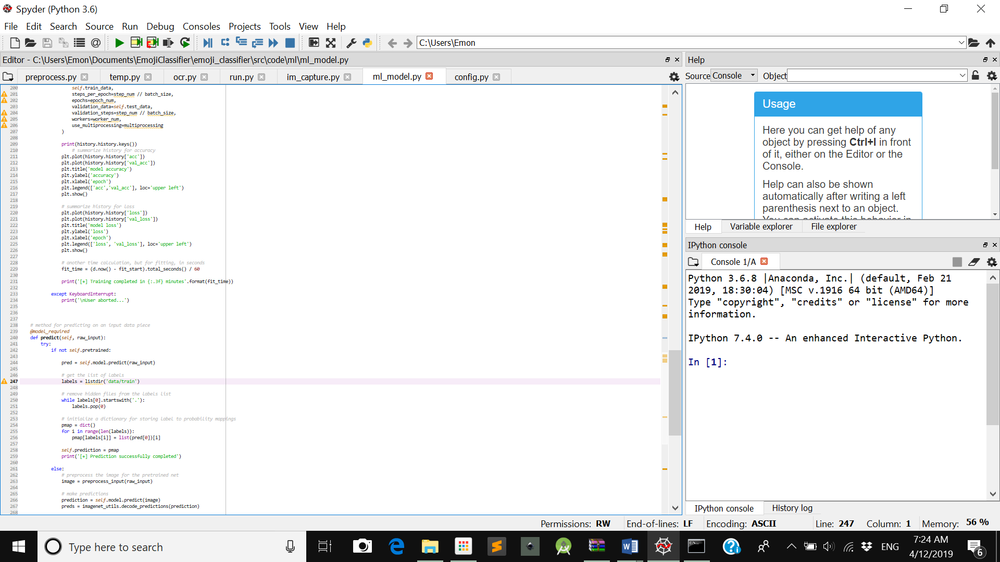 Spyder (Python 3.6)
File Edit Search Source Run Debug Consoles Projects Tools View Help
C:\Users\Emon
Editor - C:\Users\Emon\Documents\EmojiClassifier\emoji_classifier\src\code\ml\ml_model.py
preprocess.py temp.py ocr.py run.py im_capture.py ml_model.py config.py
200 self.train_data,
201 steps_per_epoch=step_num // batch_size,
202 epochs=epoch_num,
203 validation_data=self.test_data,
204 validation_steps=step_num // batch_size,
205 workers=worker_num,
206 use_multiprocessing=multiprocessing
207 )
208
209 print(history.history.keys())
210 # summarize history for accuracy
211 plt.plot(history.history['acc'])
212 plt.plot(history.history['val_acc'])
213 plt.title('model accuracy')
214 plt.ylabel('accuracy')
215 plt.xlabel('epoch')
216 plt.legend(['acc','val_acc'], loc='upper left')
217 plt.show()
218
219 # summarize history for loss
220 plt.plot(history.history['loss'])
221 plt.plot(history.history['val_loss'])
222 plt.title('model loss')
223 plt.ylabel('loss')
224 plt.xlabel('epoch')
225 plt.legend(['loss', 'val_loss'], loc='upper left')
226 plt.show()
227
228 # another time calculation, but for fitting, in seconds
229 fit_time = (d.now() - fit_start).total_seconds() / 60
230
231 print('[+] Training completed in {:.3f} minutes'.format(fit_time))
232
233 except KeyboardInterrupt:
234 print('\nUser aborted...')
235
236
237
238 # method for predicting on an input data piece
239 @model_required
240 def predict(self, raw_input):
241 try:
242 if not self.pretrained:
243
244 pred = self.model.predict(raw_input)
245
246 # get the list of labels
247 labels = listdir('data/train')
248
249 # remove hidden files from the labels list
250 while labels[0].startswith('.'):
251 labels.pop(0)
252
253 # initialize a dictionary for storing label to probability mappings
254 pmap = dict()
255 for i in range(len(labels)):
256 pmap[labels[i]] = list(pred[0])[i]
257
258 self.prediction = pmap
259 print('[+] Prediction successfully completed')
260
261 else:
262 # preprocess the image for the pretrained net
263 image = preprocess_input(raw_input)
264
265 # make predictions
266 prediction = self.model.predict(image)
267 preds = imagenet_utils.decode_predictions(prediction)
268
Help
Source Console Object
Usage
Here you can get help of any
object by pressing Ctrl+I in front
of it, either on the Editor or the
Console.
Help can also be shown
automatically after writing a left
parenthesis next to an object.
You can activate this behavior in
Help Variable explorer File explorer
IPython console
Console 1/A
Python 3.6.8 |Anaconda, Inc.| (default, Feb 21
2019, 18:30:04) [MSC v.1916 64 bit (AMD64)]
Type "copyright", "credits" or "license" for more
information.
IPython 7.4.0 -- An enhanced Interactive Python.
In [1]:
IPython console History log
Permissions: RW End-of-lines: LF Encoding: ASCII Line: 247 Column: 1 Memory: 56 %
Type here to search
ENG
7:24 AM
4/12/2019
6